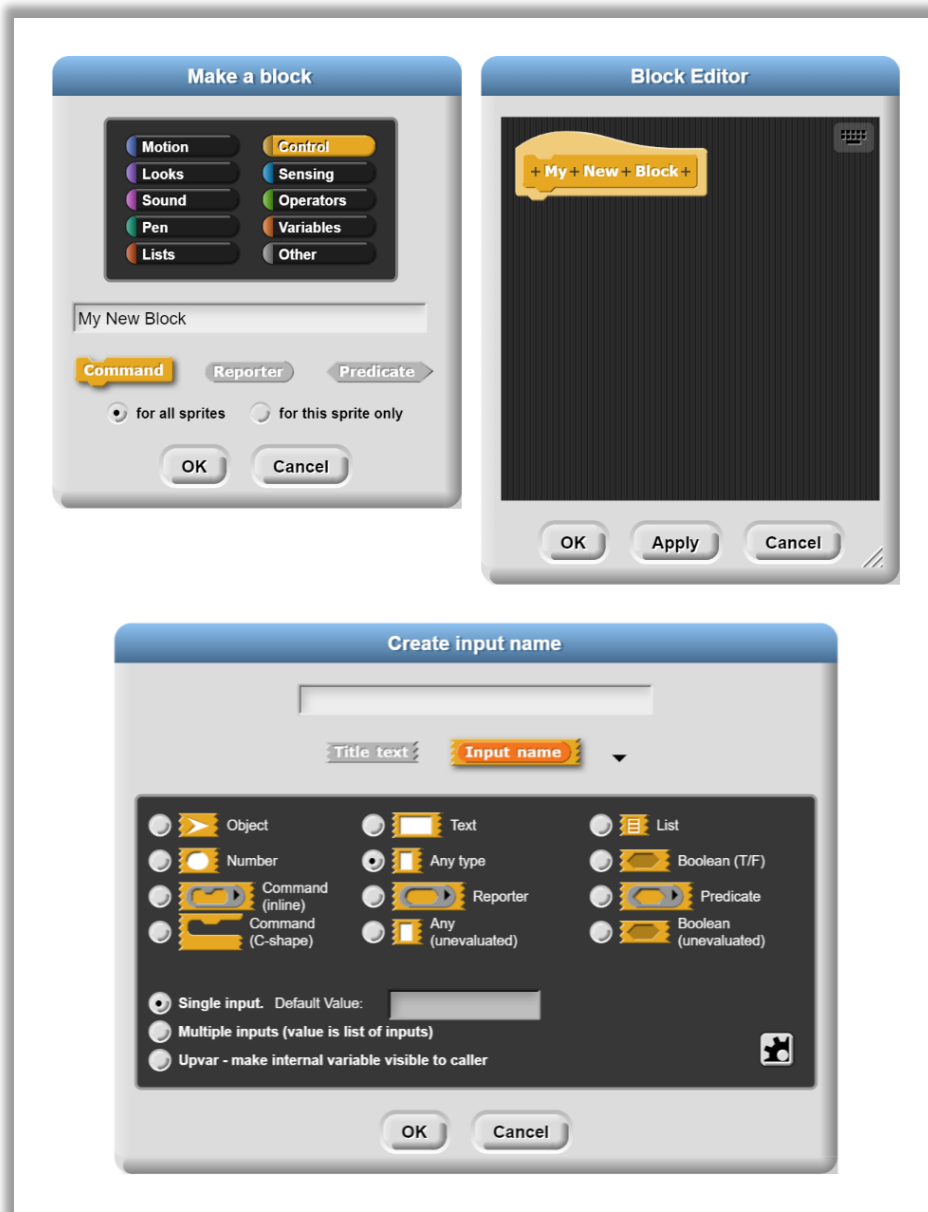 Make a block
Motion Control
Looks Sensing
Sound Operators
Pen Variables
Lists Other
My New Block
Command Reporter Predicate
for all sprites for this sprite only
OK Cancel
Block Editor
+ My + New + Block +
OK Apply Cancel
Create input name
Title text Input name
Object Text List
Number Any type Boolean (T/F)
Command
(inline) Reporter Predicate
Command
(C-shape)
Any
(unevaluated)
Boolean
(unevaluated)
Single input. Default Value:
Multiple inputs (value is list of inputs)
Upvar - make internal variable visible to caller
OK Cancel